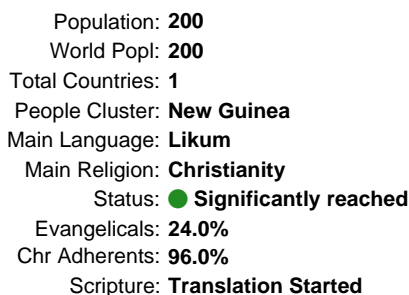 Population: 200
World Popl: 200
Total Countries: 1
People Cluster: New Guinea
Main Language: Likum
Main Religion: Christianity
Status: Significantly reached
Evangelicals: 24.0%
Chr Adherents: 96.0%
Scripture: Translation Started